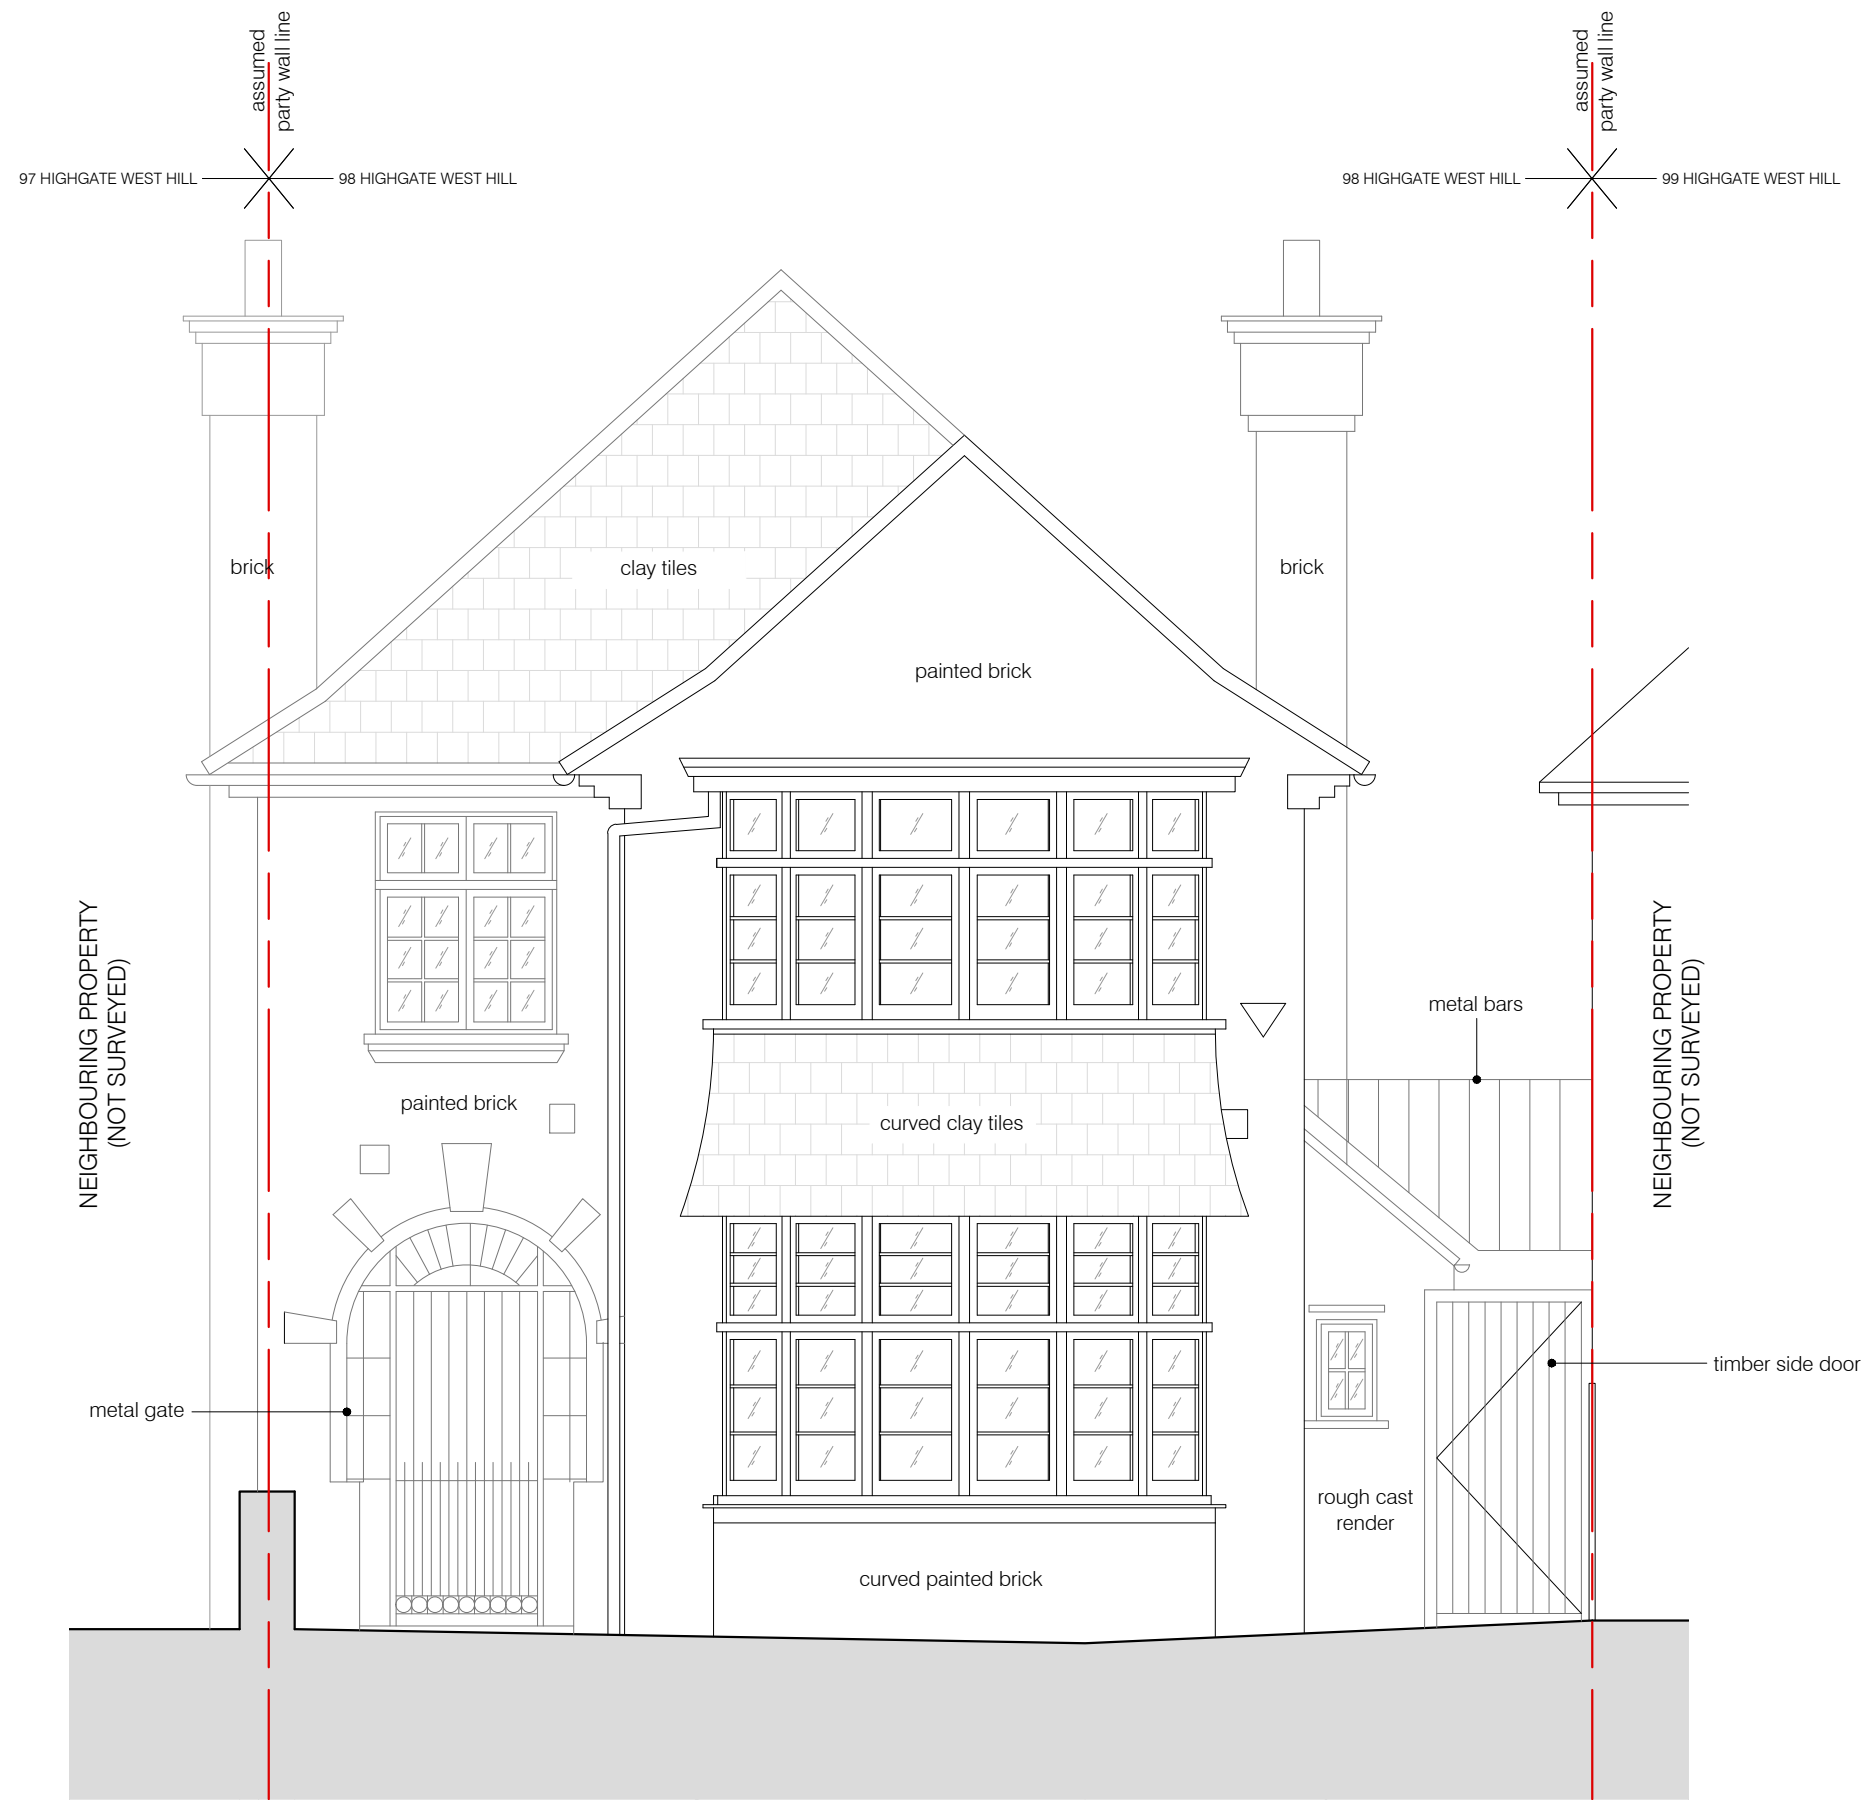 assumed
party wall line
assumed
party wall line
97 HIGHGATE WEST HILL
98 HIGHGATE WEST HILL
98 HIGHGATE WEST HILL
99 HIGHGATE WEST HILL
brick
clay tiles
brick
painted brick
NEIGHBOURING PROPERTY
(NOT SURVEYED)
NEIGHBOURING PROPERTY
(NOT SURVEYED)
metal bars
painted brick
curved clay tiles
timber side door
metal gate
rough cast
render
curved painted brick